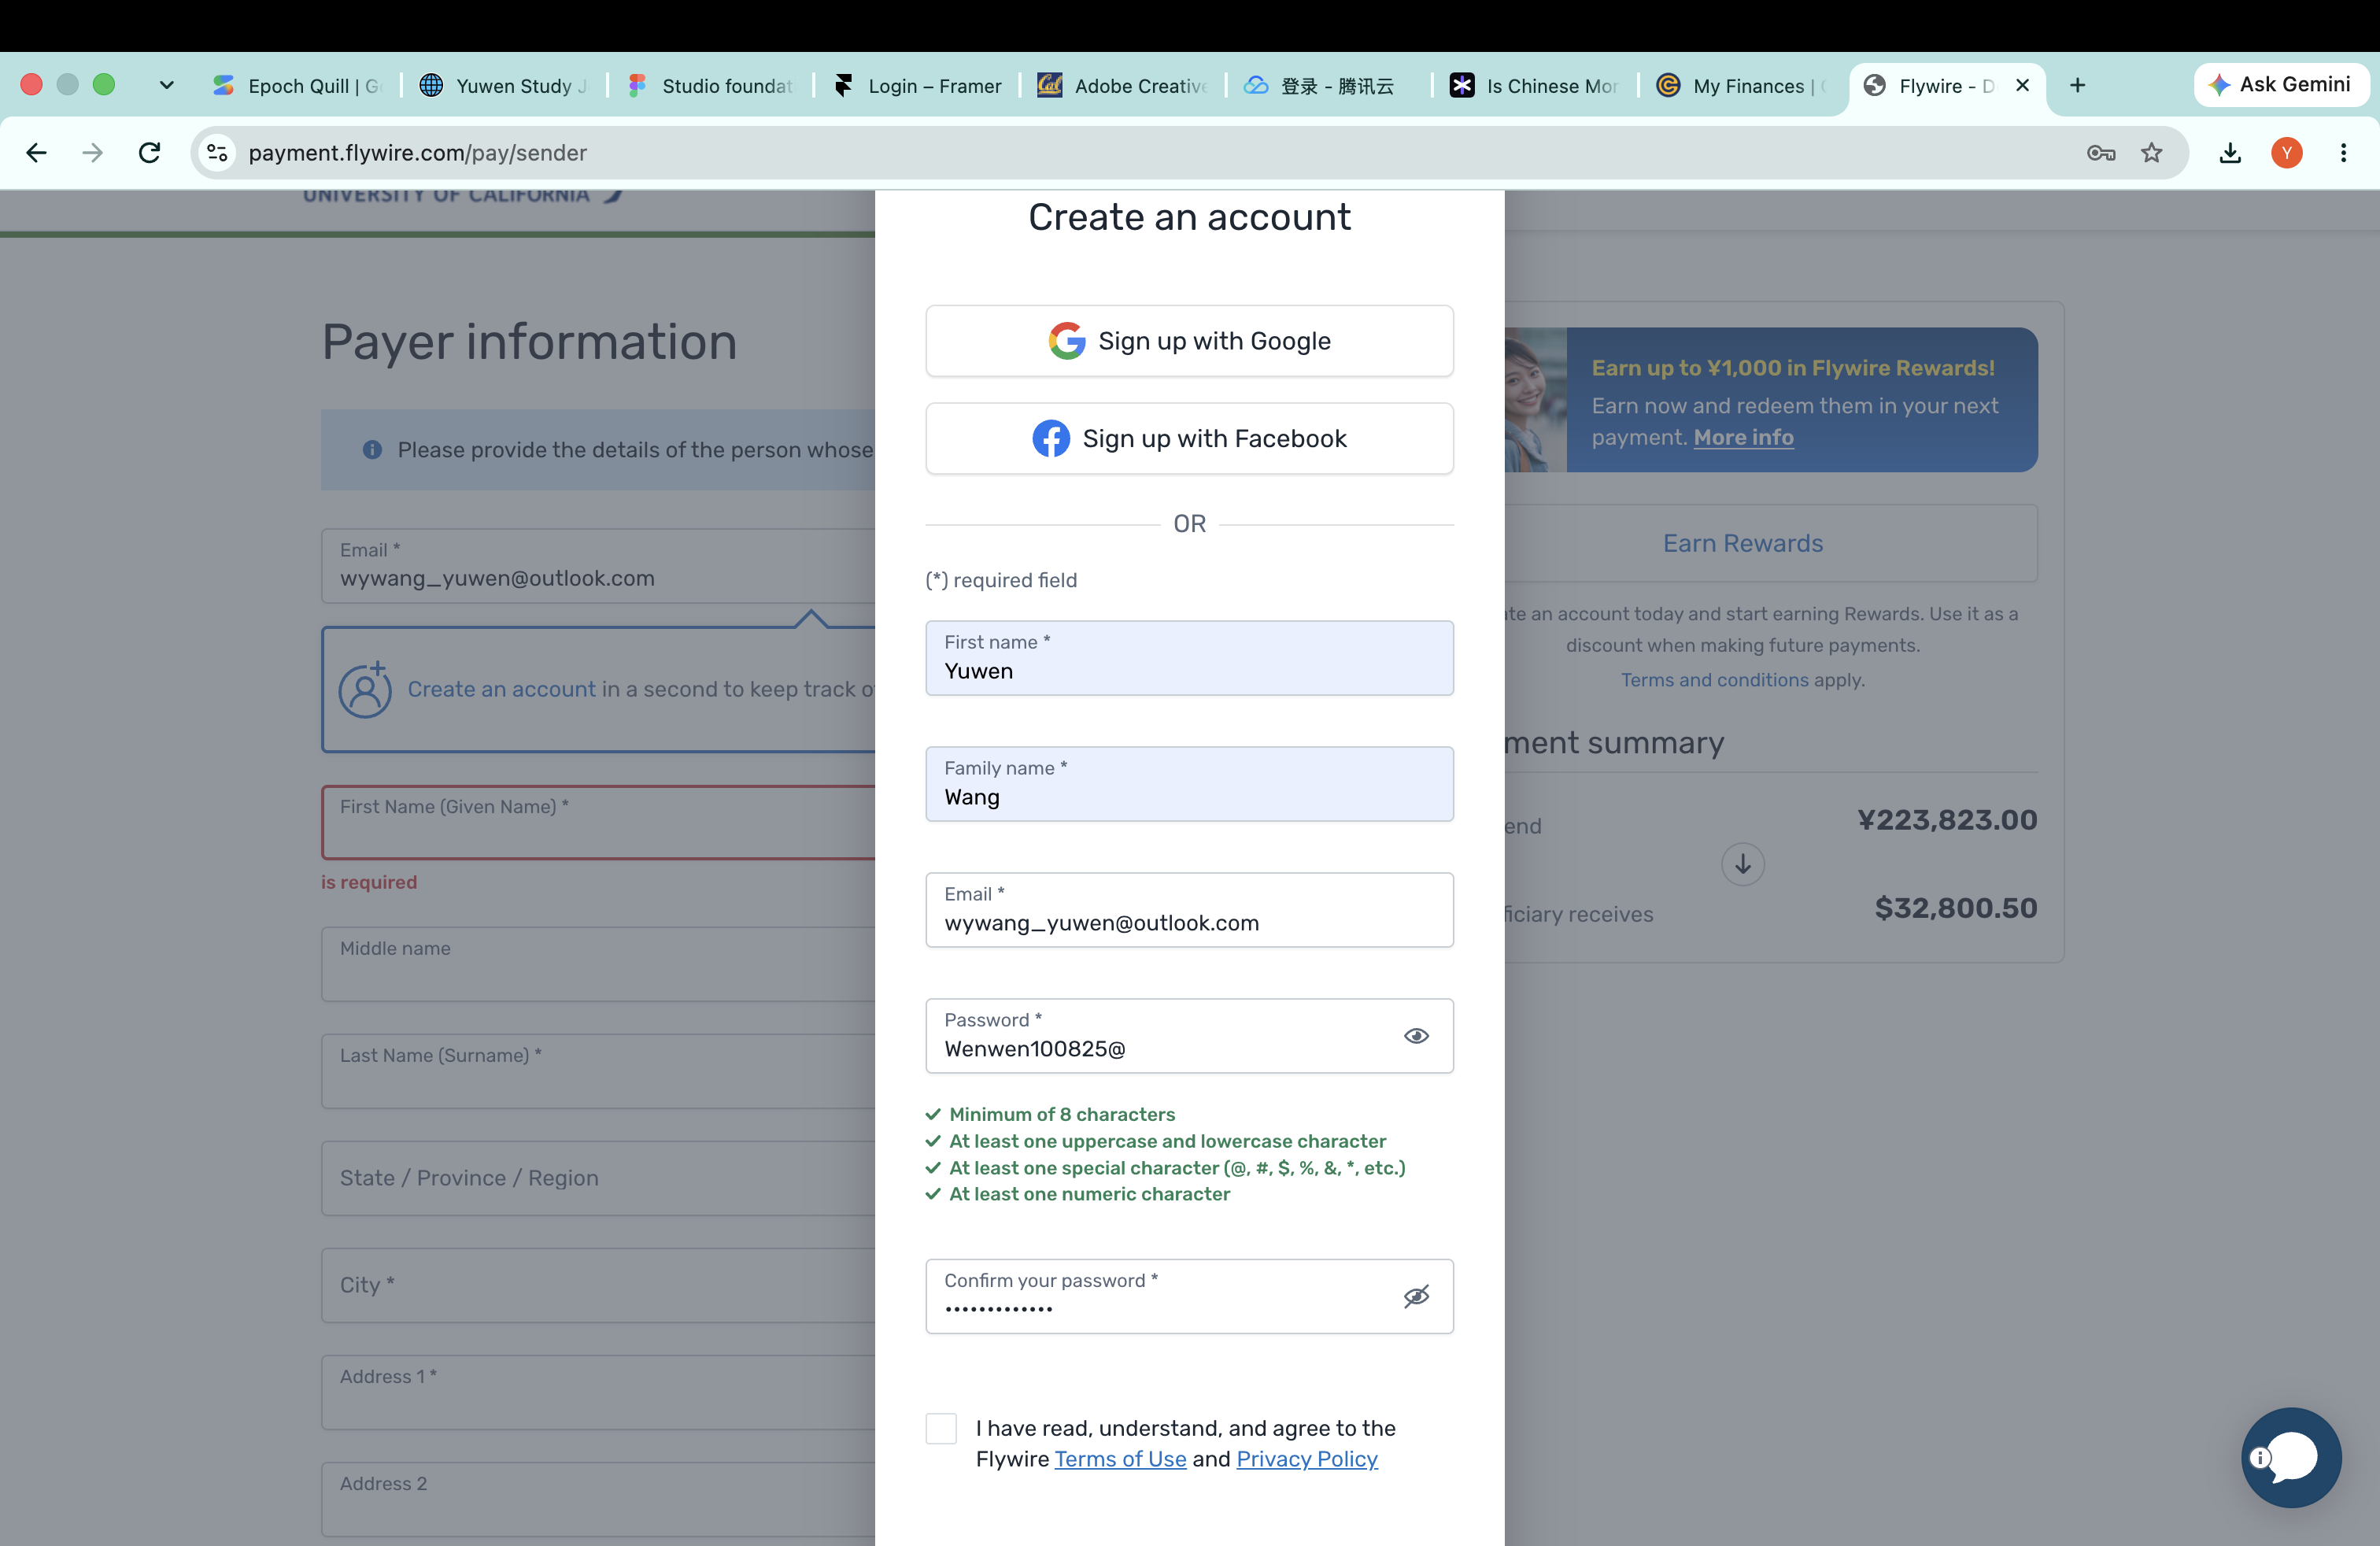 Epoch Quill | G
Yuwen Study J
Studio foundat
Login – Framer
Adobe Creative
登录 - 腾讯云
Is Chinese Mor
My Finances |
Flywire - D
Ask Gemini
payment.flywire.com/pay/sender
Y
UNIVERSITY OF CALIFORNIA
Payer information
Please provide the details of the person whose
Email *
wywang_yuwen@outlook.com
Create an account in a second to keep track o
First Name (Given Name) *
is required
Middle name
Last Name (Surname) *
State / Province / Region
City *
Address 1 *
Address 2
Create an account
Sign up with Google
Sign up with Facebook
OR
(*) required field
First name *
Yuwen
Family name *
Wang
Email *
wywang_yuwen@outlook.com
Password *
Wenwen100825@
Minimum of 8 characters
At least one uppercase and lowercase character
At least one special character (@, #, $, %, &, *, etc.)
At least one numeric character
Confirm your password *
•••••••••••••
I have read, understand, and agree to the
Flywire Terms of Use and Privacy Policy
Earn up to ¥1,000 in Flywire Rewards!
Earn now and redeem them in your next
payment. More info
Earn Rewards
te an account today and start earning Rewards. Use it as a
discount when making future payments.
Terms and conditions apply.
ment summary
end
¥223,823.00
ficiary receives
$32,800.50